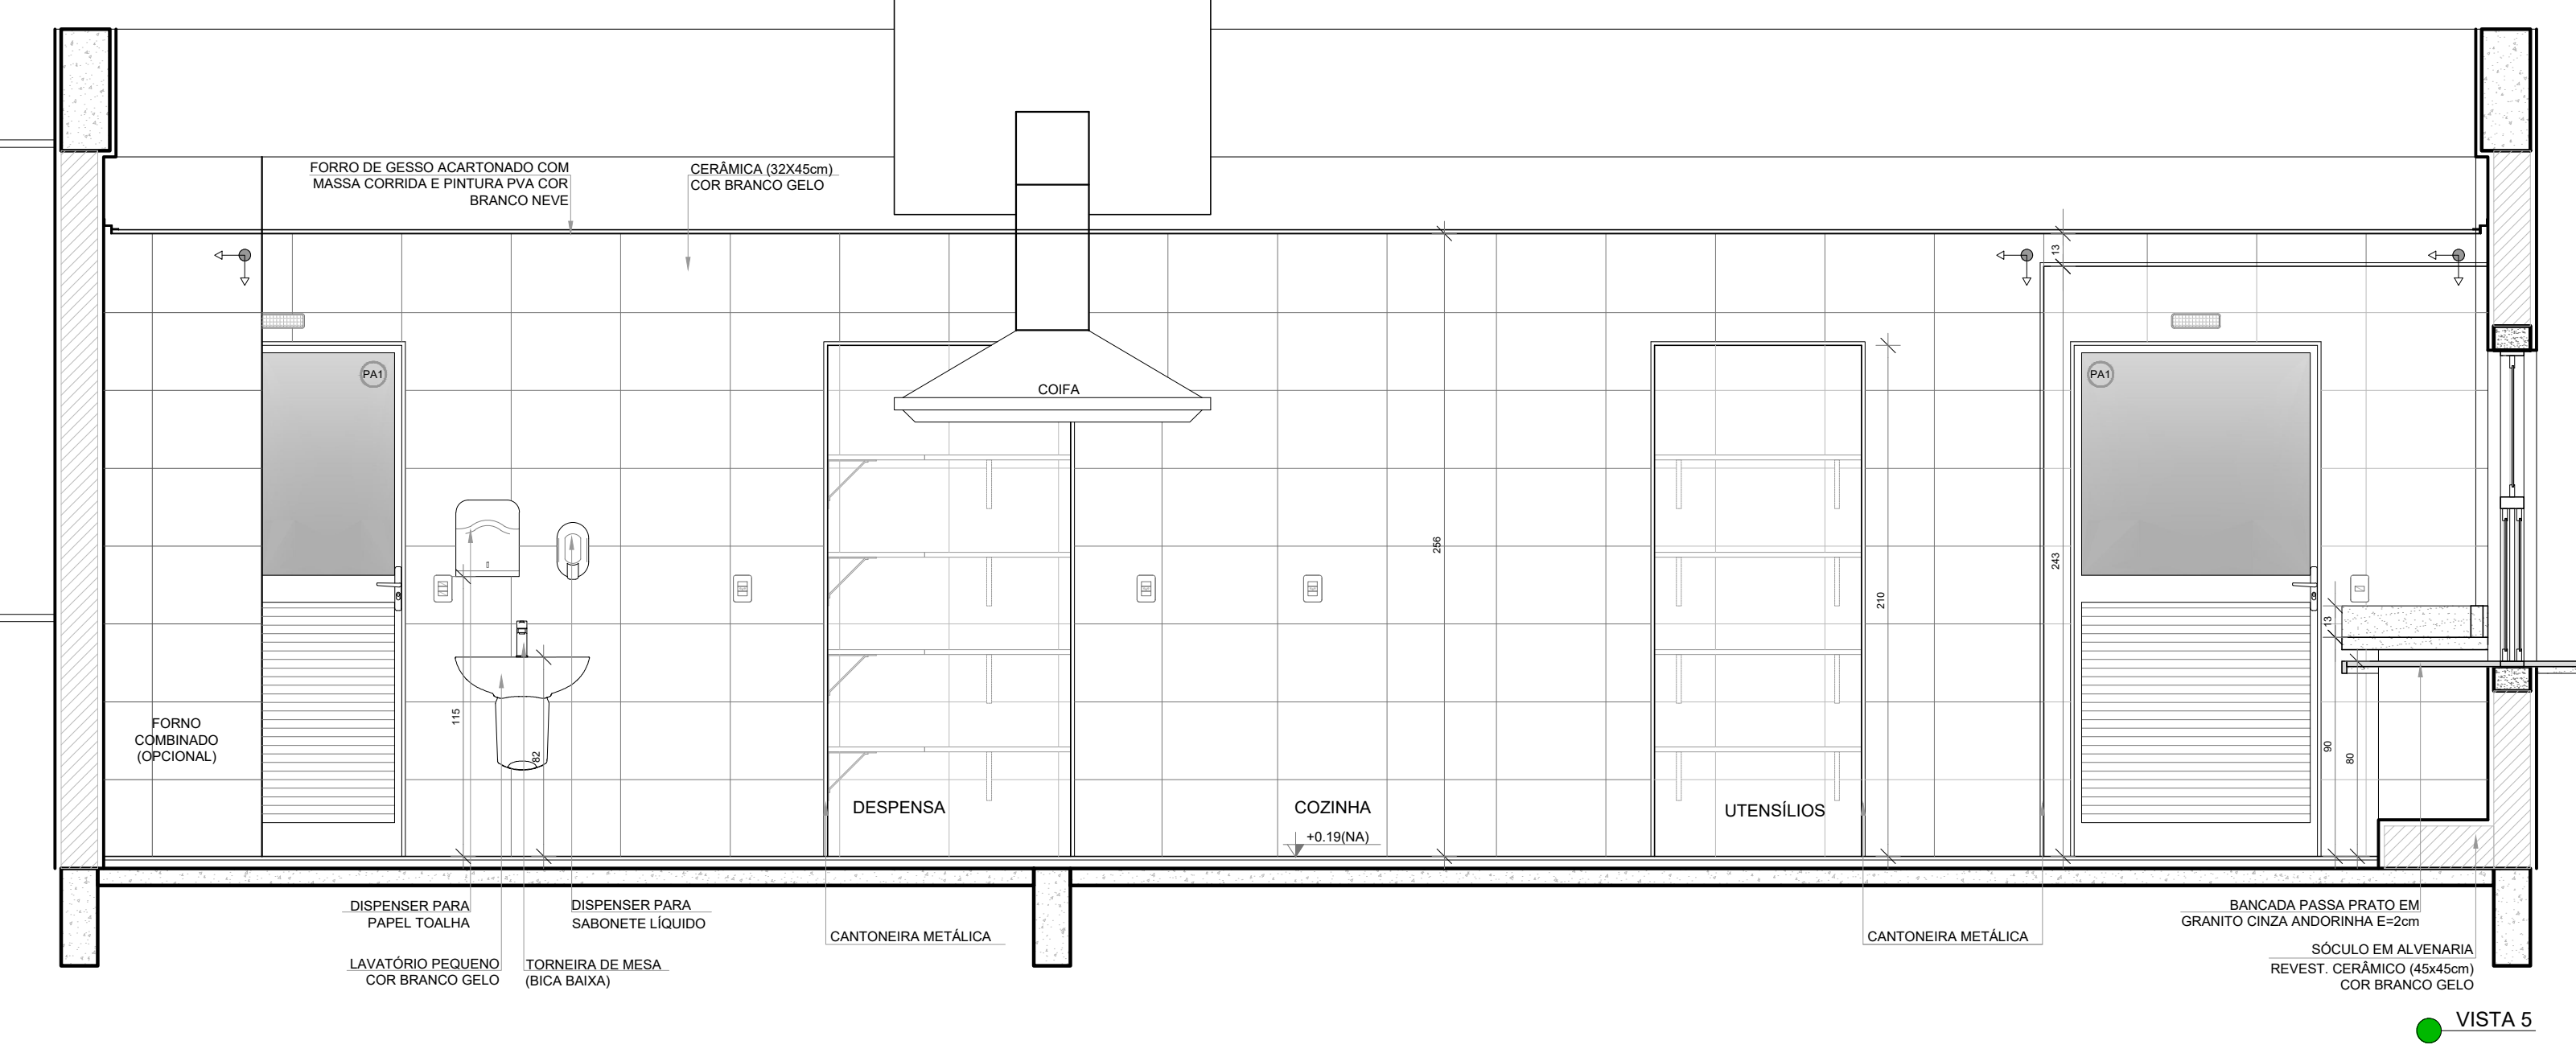 FORRO DE GESSO ACARTONADO COM
MASSA CORRIDA E PINTURA PVA COR
BRANCO NEVE
CERÂMICA (32X45cm)
COR BRANCO GELO
13
PA1
PA1
COIFA
256
243
210
13
115
82
90
80
FORNO
COMBINADO
(OPCIONAL)
DESPENSA
COZINHA
UTENSÍLIOS
+0.19(NA)
DISPENSER PARA
PAPEL TOALHA
DISPENSER PARA
SABONETE LÍQUIDO
CANTONEIRA METÁLICA
CANTONEIRA METÁLICA
BANCADA PASSA PRATO EM
GRANITO CINZA ANDORINHA E=2cm
LAVATÓRIO PEQUENO
COR BRANCO GELO
TORNEIRA DE MESA
(BICA BAIXA)
SÓCULO EM ALVENARIA
REVEST. CERÂMICO (45x45cm)
COR BRANCO GELO
VISTA 5